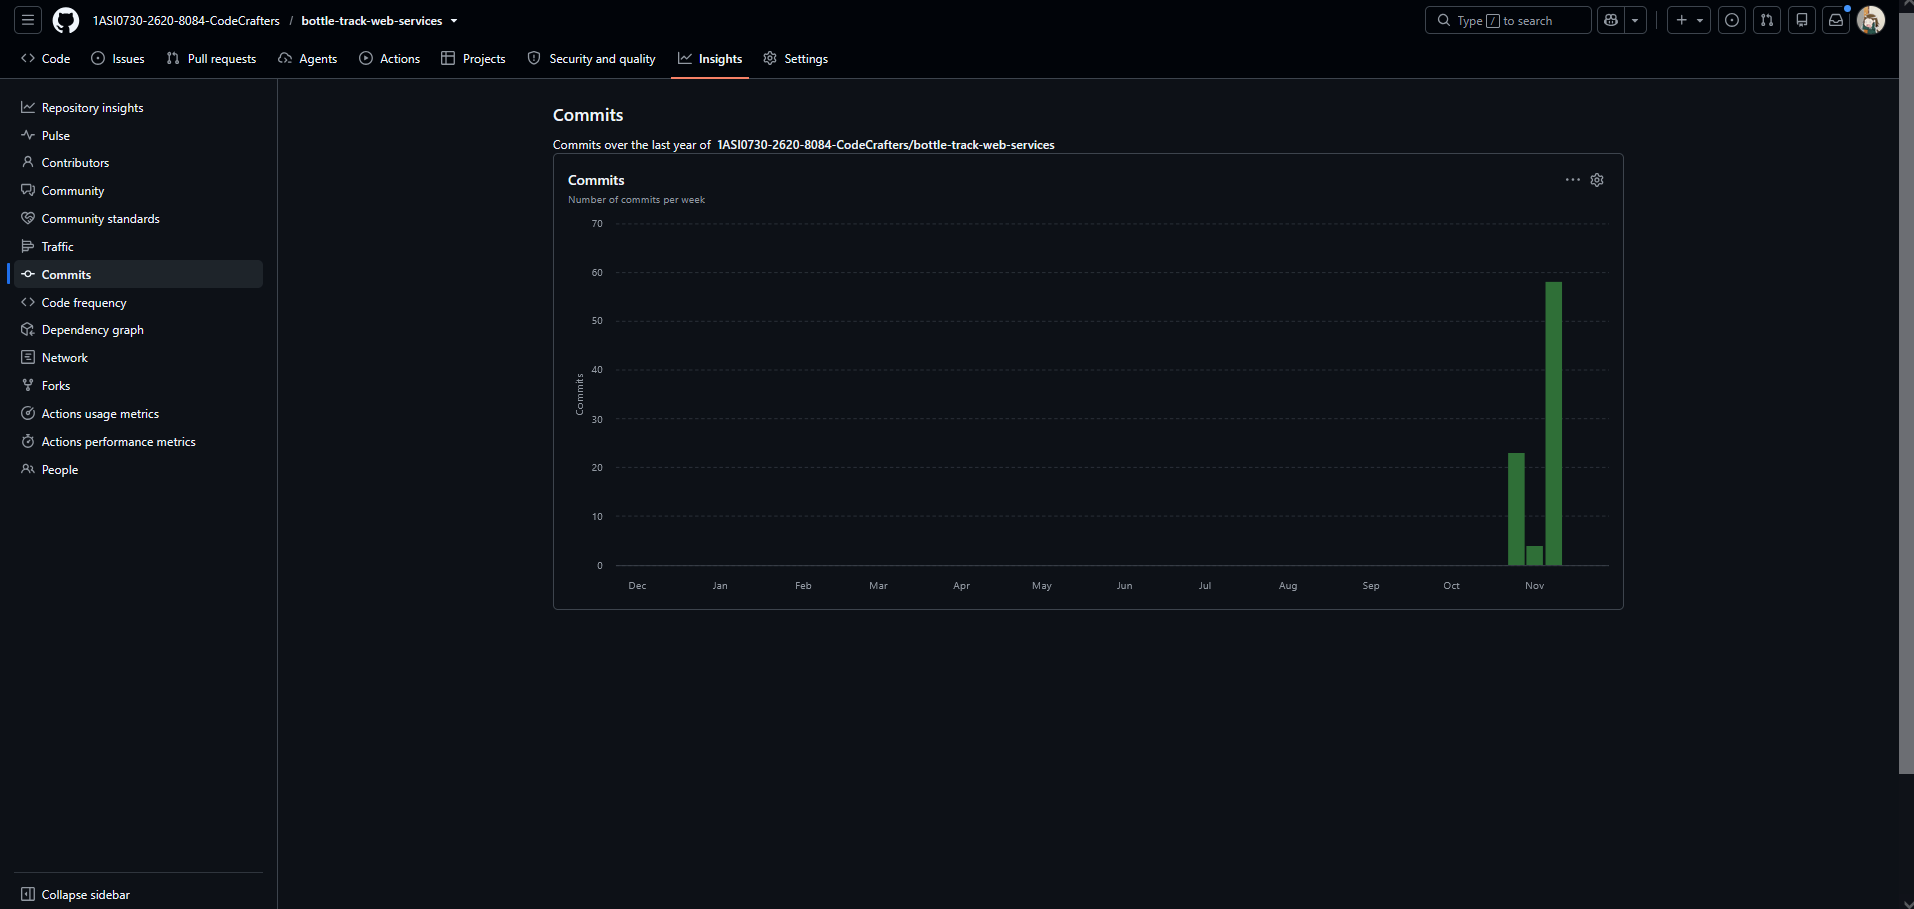 1ASI0730-2620-8084-CodeCrafters / bottle-track-web-services
Type / to search
Code Issues Pull requests Agents Actions Projects Security and quality Insights Settings
Repository insights
Pulse
Contributors
Community
Community standards
Traffic
Commits
Code frequency
Dependency graph
Network
Forks
Actions usage metrics
Actions performance metrics
People
Collapse sidebar
Commits
Commits over the last year of 1ASI0730-2620-8084-CodeCrafters/bottle-track-web-services
Commits
Number of commits per week
70
60
50
40
30
20
10
0
Commits
Dec Jan Feb Mar Apr May Jun Jul Aug Sep Oct Nov